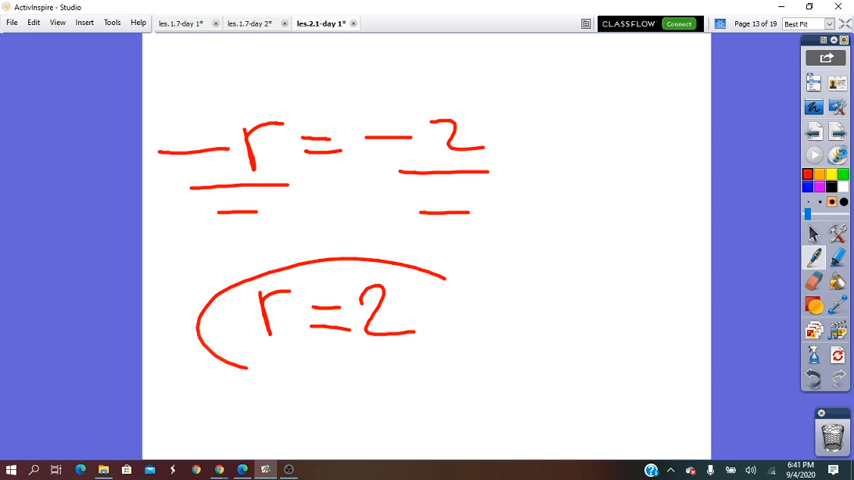 ActivInspire - Studio
File Edit View Insert Tools Help
les.1.7-day 1* les.1.7-day 2* les.2.1-day 1*
CLASSFLOW Connect
Page 13 of 19
Best Fit
-r = -2
- -
r = 2
6:41 PM
9/4/2020